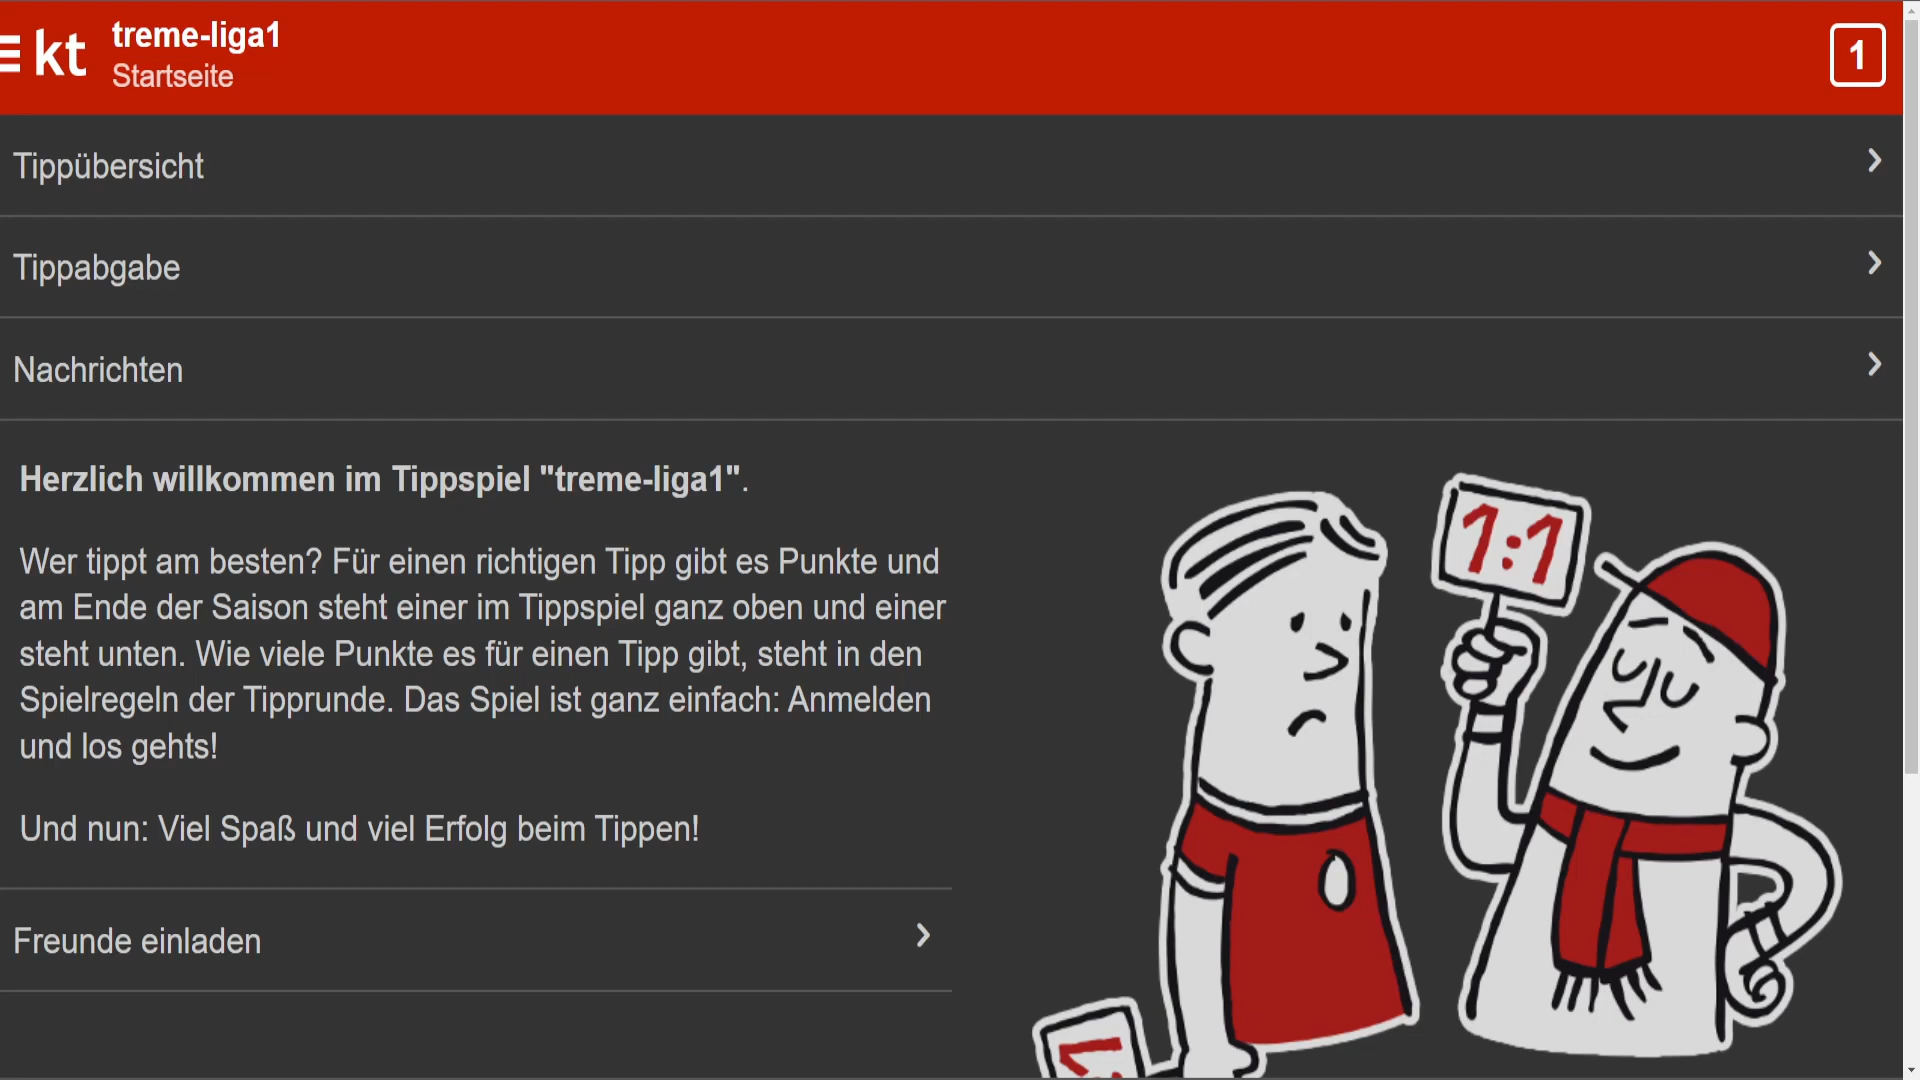 kt
treme-liga1
Startseite
1
Tippübersicht
Tippabgabe
Nachrichten
Herzlich willkommen im Tippspiel "treme-liga1".
Wer tippt am besten? Für einen richtigen Tipp gibt es Punkte und
am Ende der Saison steht einer im Tippspiel ganz oben und einer
steht unten. Wie viele Punkte es für einen Tipp gibt, steht in den
Spielregeln der Tipprunde. Das Spiel ist ganz einfach: Anmelden
und los gehts!
Und nun: Viel Spaß und viel Erfolg beim Tippen!
Freunde einladen
1:1